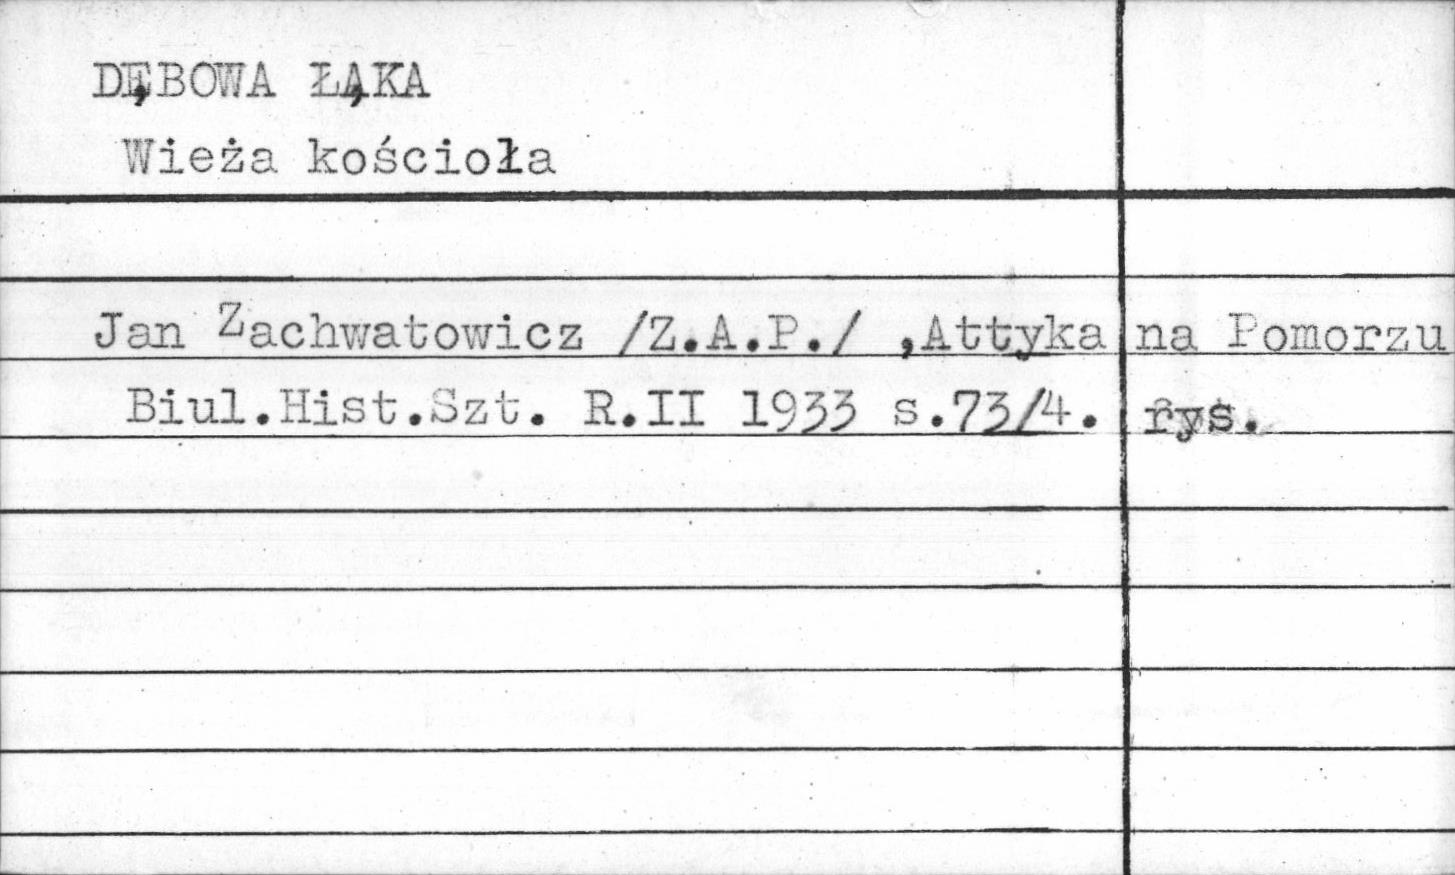 DĘBOWA ŁĄKA
Wieża kościoła
Jan Zachwatowicz /Z.A.P./ ,Attyka na Pomorzu
Biul.Hist.Szt. R.II 1933 s.73/4. rys.